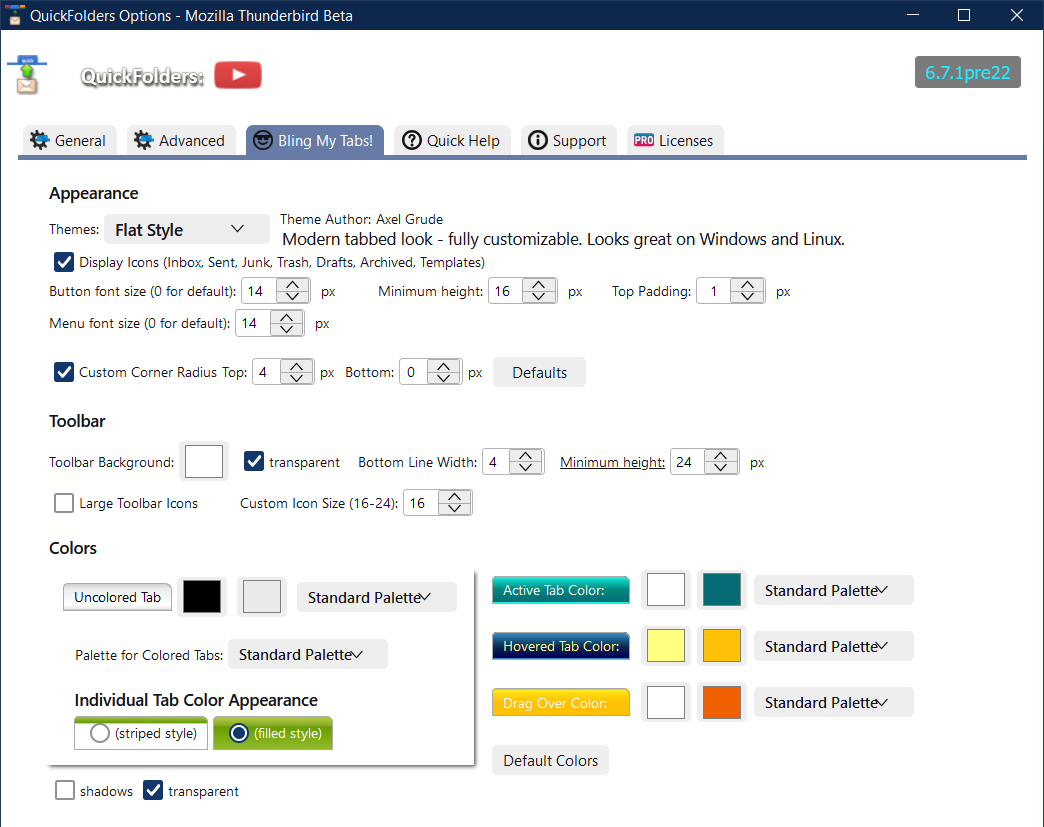 QuickFolders Options - Mozilla Thunderbird Beta
QuickFolders:
6.7.1pre22
General Advanced Bling My Tabs! Quick Help Support PRO Licenses
Appearance
Themes: Flat Style Theme Author: Axel Grude
Modern tabbed look - fully customizable. Looks great on Windows and Linux.
Display Icons (Inbox, Sent, Junk, Trash, Drafts, Archived, Templates)
Button font size (0 for default): 14 px Minimum height: 16 px Top Padding: 1 px
Menu font size (0 for default): 14 px
Custom Corner Radius Top: 4 px Bottom: 0 px Defaults
Toolbar
Toolbar Background: transparent Bottom Line Width: 4 Minimum height: 24 px
Large Toolbar Icons Custom Icon Size (16-24): 16
Colors
Uncolored Tab Standard Palette
Palette for Colored Tabs: Standard Palette
Individual Tab Color Appearance
(striped style) (filled style)
shadows transparent
Active Tab Color: Standard Palette
Hovered Tab Color: Standard Palette
Drag Over Color: Standard Palette
Default Colors